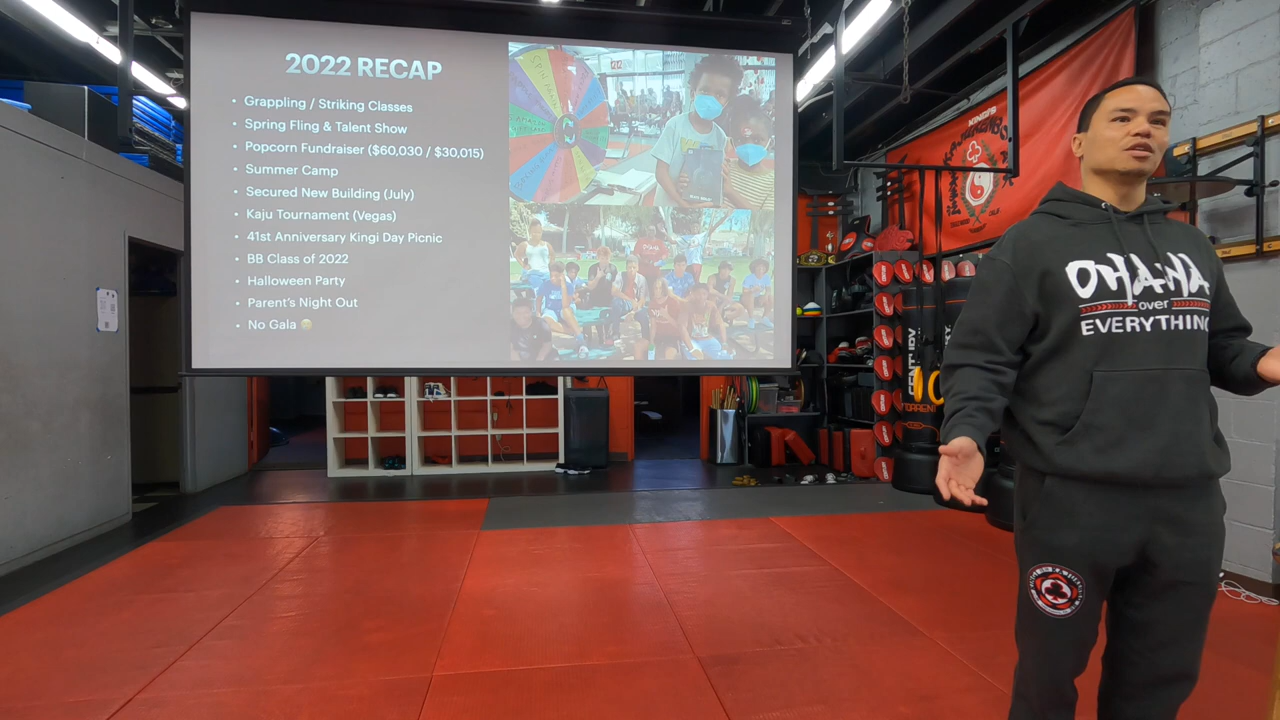 2022 RECAP
• Grappling / Striking Classes
• Spring Fling & Talent Show
• Popcorn Fundraiser ($60,030 / $30,015)
• Summer Camp
• Secured New Building (July)
• Kaju Tournament (Vegas)
• 41st Anniversary Kingi Day Picnic
• BB Class of 2022
• Halloween Party
• Parent's Night Out
• No Gala 😢
OHANA
over
EVERYTHING